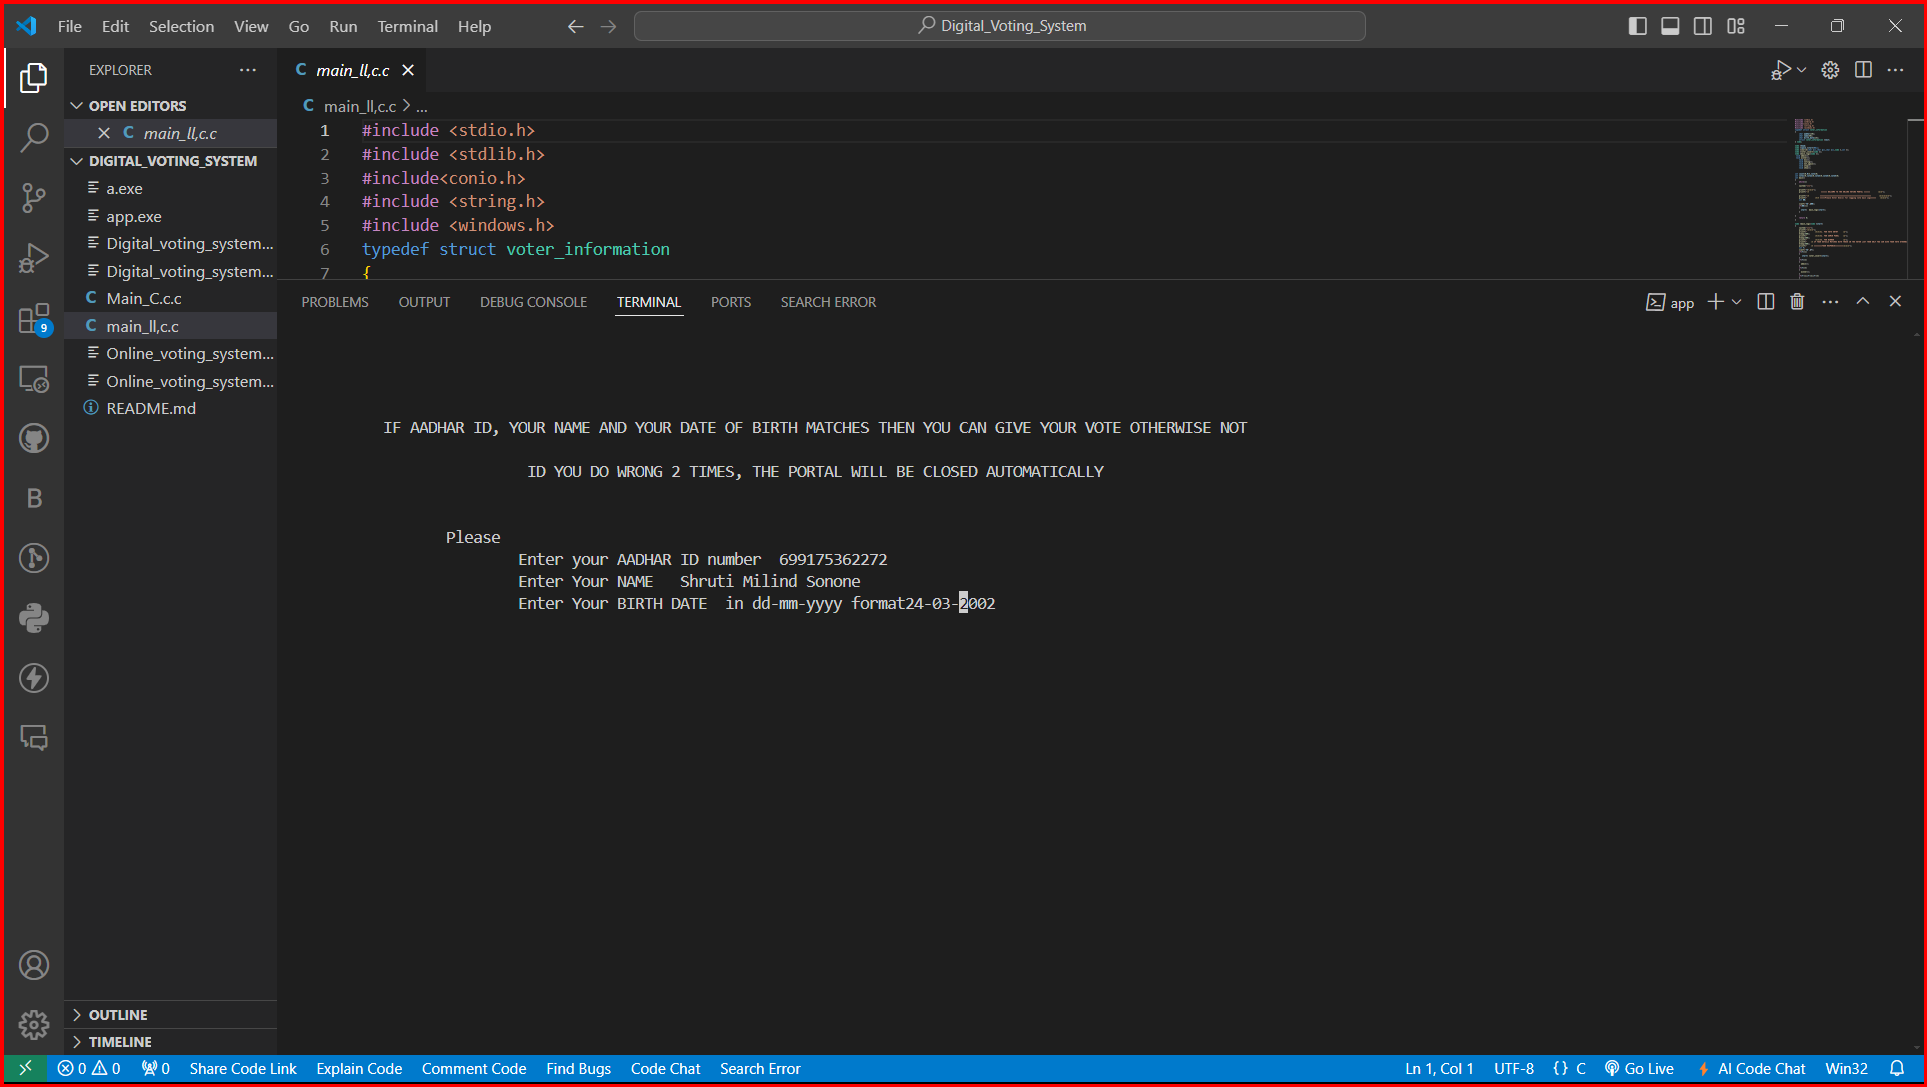 File Edit Selection View Go Run Terminal Help
Digital_Voting_System
EXPLORER
OPEN EDITORS
C main_ll,c.c
DIGITAL_VOTING_SYSTEM
a.exe
app.exe
Digital_voting_system...
Digital_voting_system...
C Main_C.c.c
C main_ll,c.c
Online_voting_system...
Online_voting_system...
README.md
OUTLINE
TIMELINE
9
B
C main_ll,c.c
C main_ll,c.c > ...
1 #include <stdio.h>
2 #include <stdlib.h>
3 #include<conio.h>
4 #include <string.h>
5 #include <windows.h>
6 typedef struct voter_information
7 {
PROBLEMS OUTPUT DEBUG CONSOLE TERMINAL PORTS SEARCH ERROR
app
IF AADHAR ID, YOUR NAME AND YOUR DATE OF BIRTH MATCHES THEN YOU CAN GIVE YOUR VOTE OTHERWISE NOT
ID YOU DO WRONG 2 TIMES, THE PORTAL WILL BE CLOSED AUTOMATICALLY
Please
Enter your AADHAR ID number 699175362272
Enter Your NAME Shruti Milind Sonone
Enter Your BIRTH DATE in dd-mm-yyyy format24-03-2002
0 0 0 Share Code Link Explain Code Comment Code Find Bugs Code Chat Search Error
Ln 1, Col 1 UTF-8 {} C Go Live AI Code Chat Win32